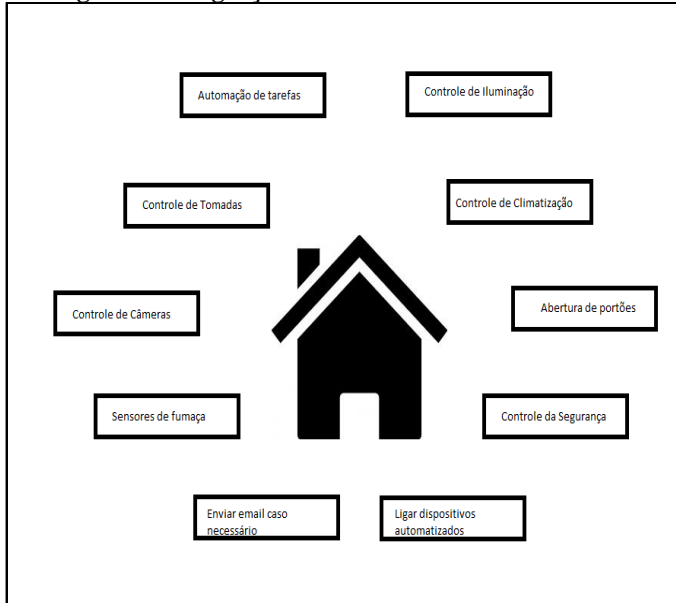 Automação de tarefas
Controle de Iluminação
Controle de Tomadas
Controle de Climatização
Controle de Câmeras
Abertura de portões
Sensores de fumaça
Controle da Segurança
Enviar email caso
necessário
Ligar dispositivos
automatizados